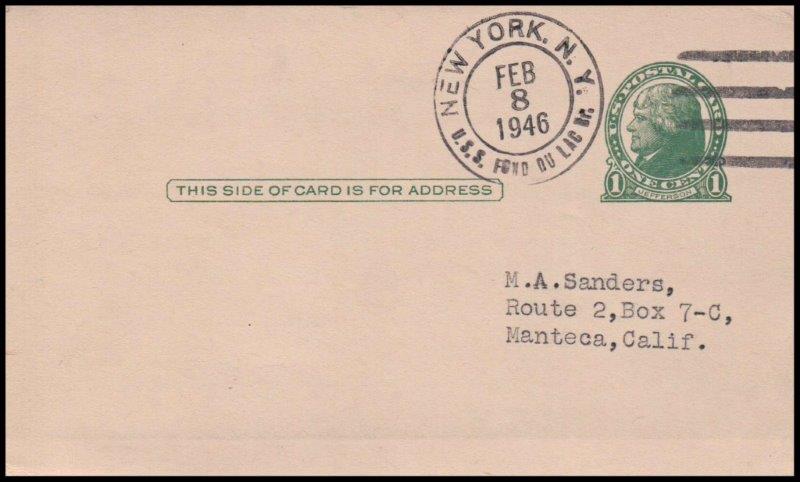 NEW YORK, N. Y.
FEB
8
1946
U.S.S. FOND DU LAC Br.
U·S·POSTAL CARD
ONE CENT
1 1
JEFFERSON
THIS SIDE OF CARD IS FOR ADDRESS
M.A.Sanders,
Route 2,Box 7-C,
Manteca,Calif.